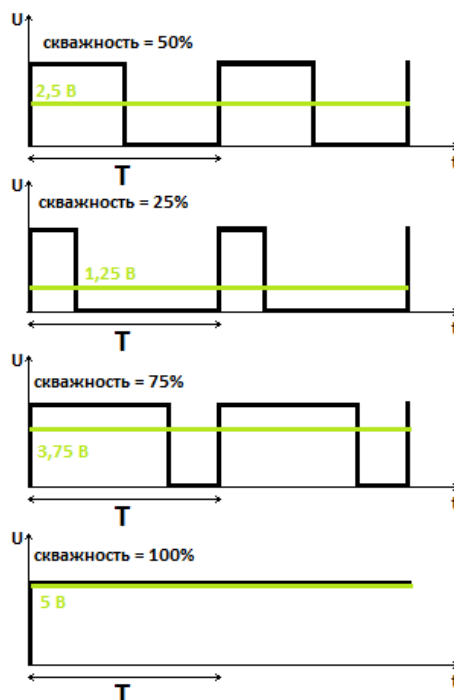 U
скважность = 50%
2,5 В
t
T
U
скважность = 25%
1,25 В
t
T
U
скважность = 75%
3,75 В
t
T
U
скважность = 100%
5 В
t
T